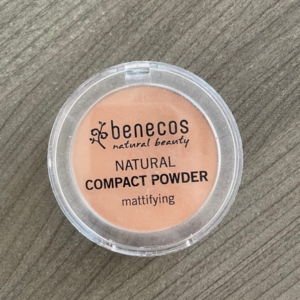 benecos
natural beauty
NATURAL
COMPACT POWDER
mattifying